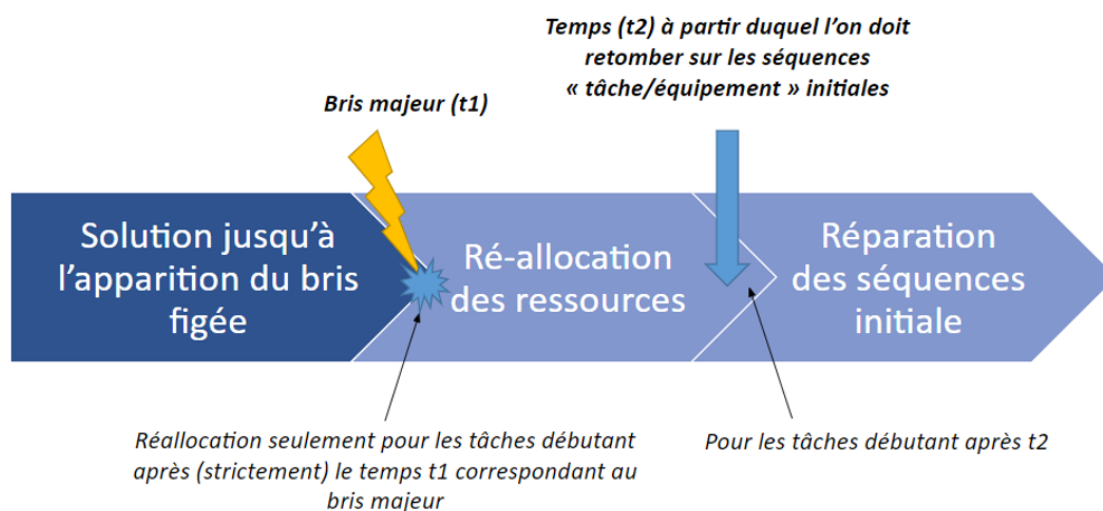 Temps (t2) à partir duquel l’on doit
retomber sur les séquences
« tâche/équipement » initiales
Bris majeur (t1)
Solution jusqu’à
l’apparition du bris
figée
Ré-allocation
des ressources
Réparation
des séquences
initiale
Réallocation seulement pour les tâches débutant
après (strictement) le temps t1 correspondant au
bris majeur
Pour les tâches débutant après t2